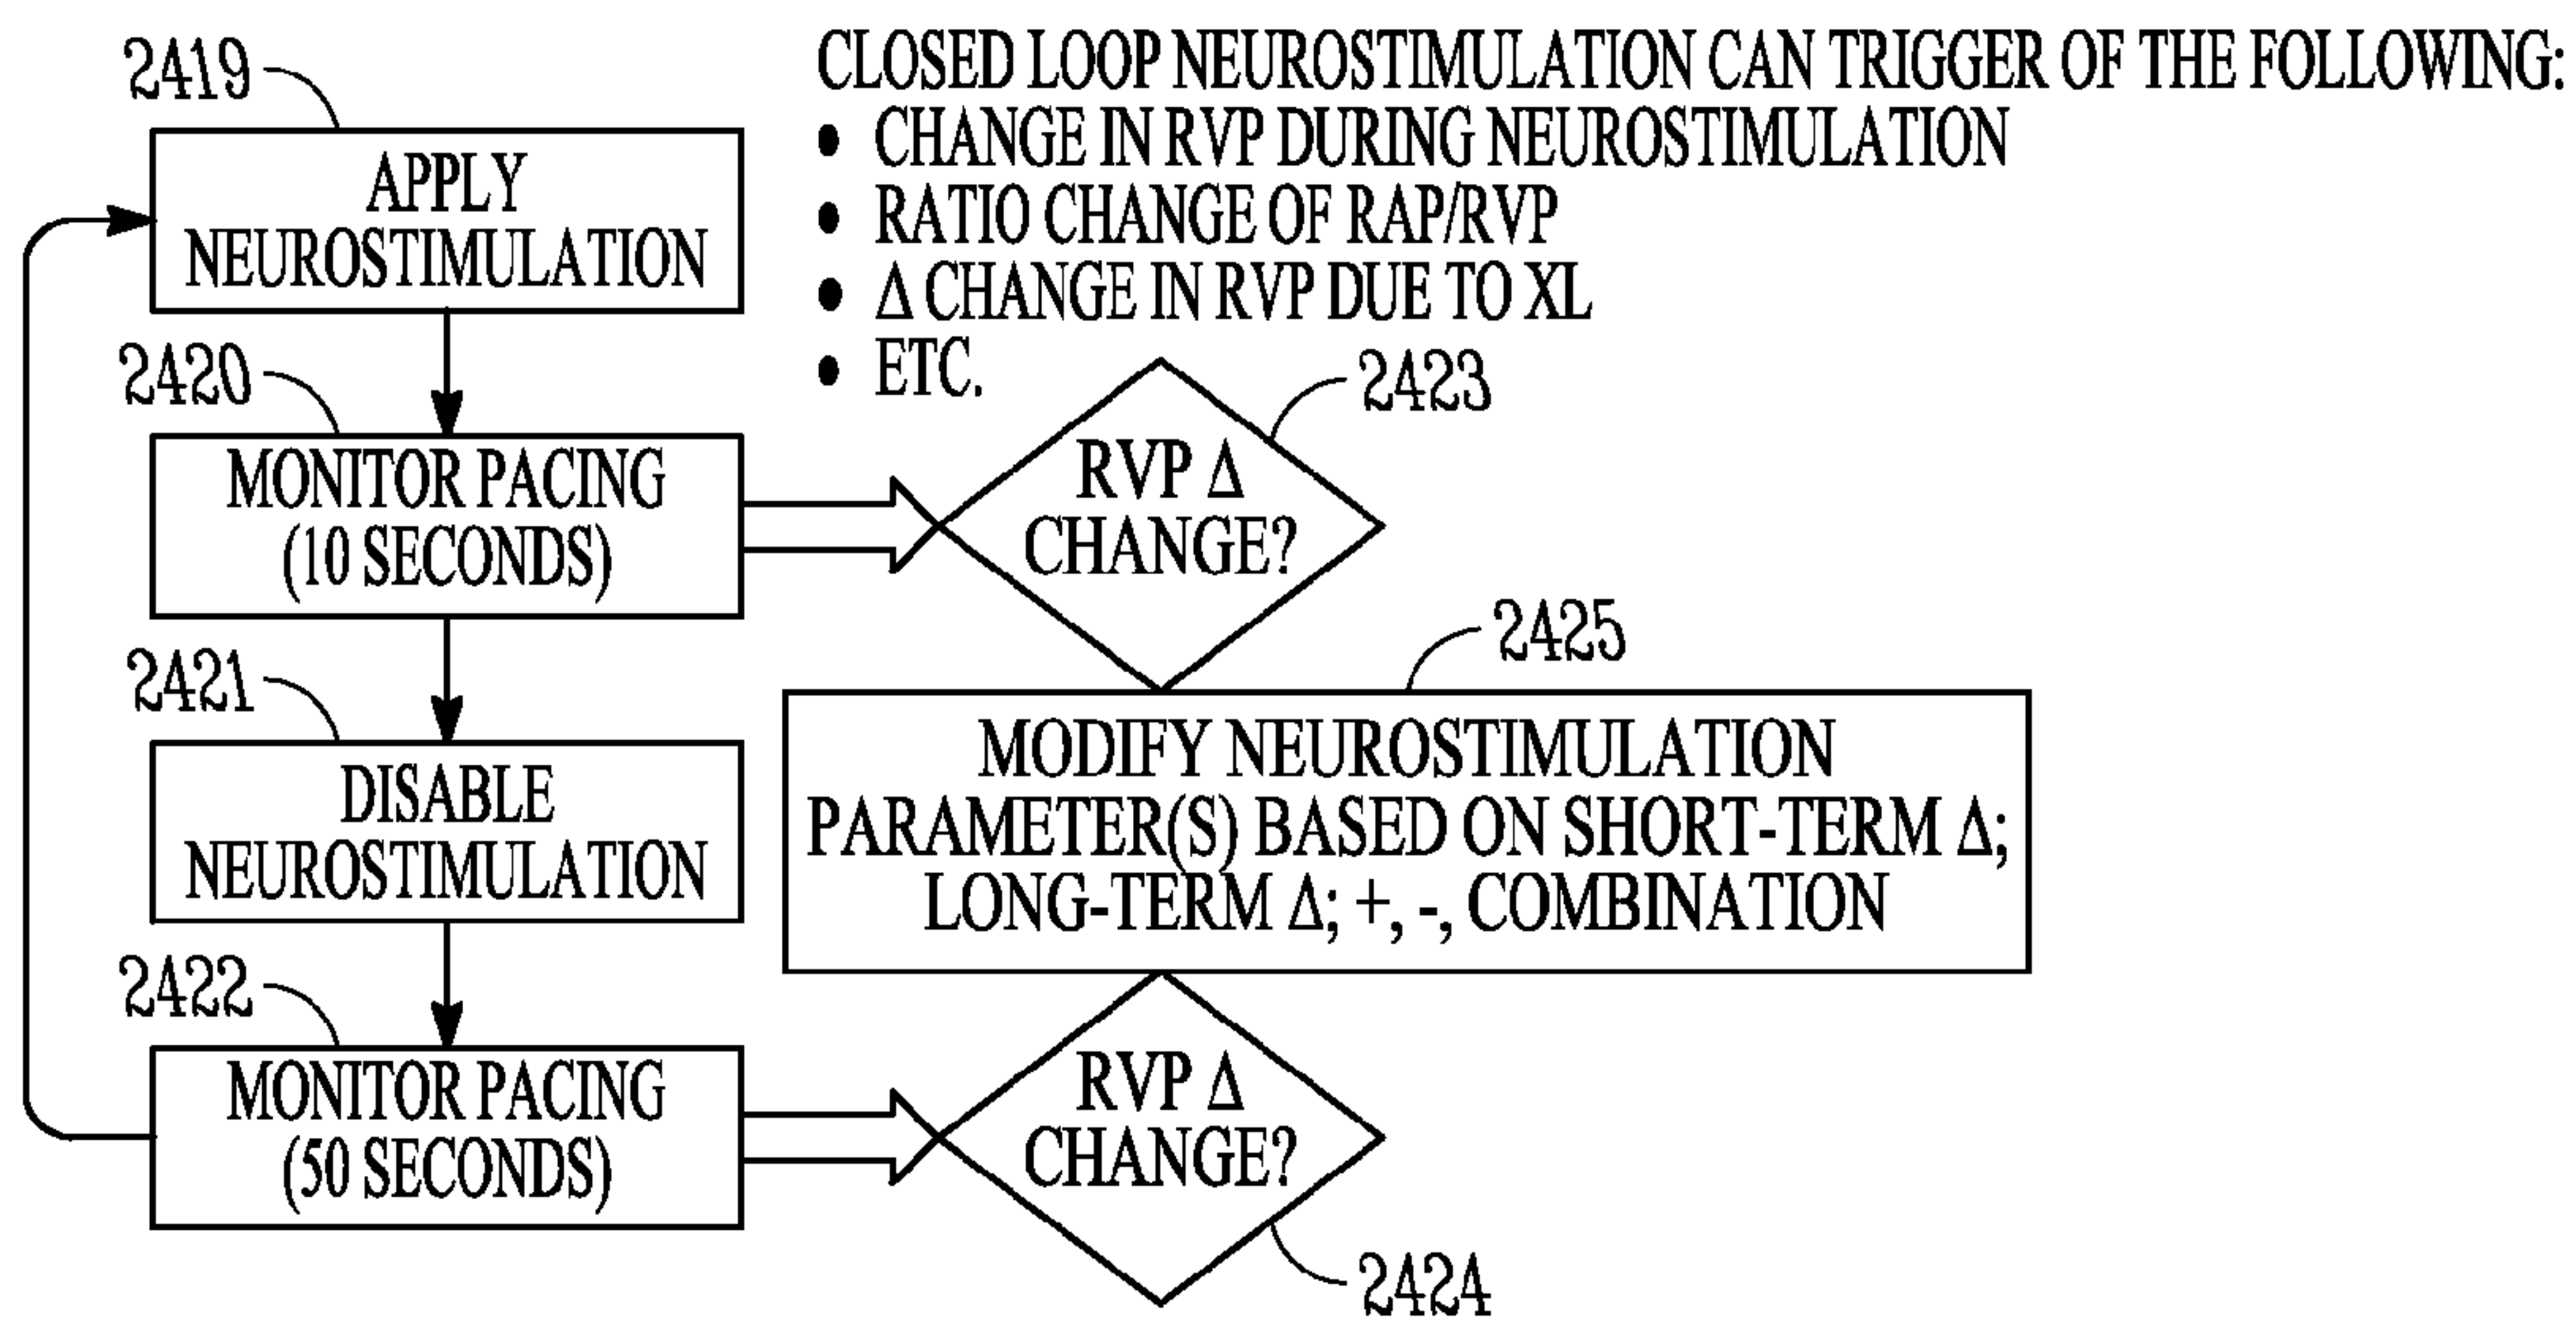 2419
APPLY
NEUROSTIMULATION
CLOSED LOOP NEUROSTIMULATION CAN TRIGGER OF THE FOLLOWING:
• CHANGE IN RVP DURING NEUROSTIMULATION
• RATIO CHANGE OF RAP/RVP
• Δ CHANGE IN RVP DUE TO XL
• ETC.
2420
MONITOR PACING
(10 SECONDS)
2423
RVP Δ
CHANGE?
2421
DISABLE
NEUROSTIMULATION
2425
MODIFY NEUROSTIMULATION
PARAMETER(S) BASED ON SHORT-TERM Δ;
LONG-TERM Δ; +, -, COMBINATION
2422
MONITOR PACING
(50 SECONDS)
RVP Δ
CHANGE?
2424